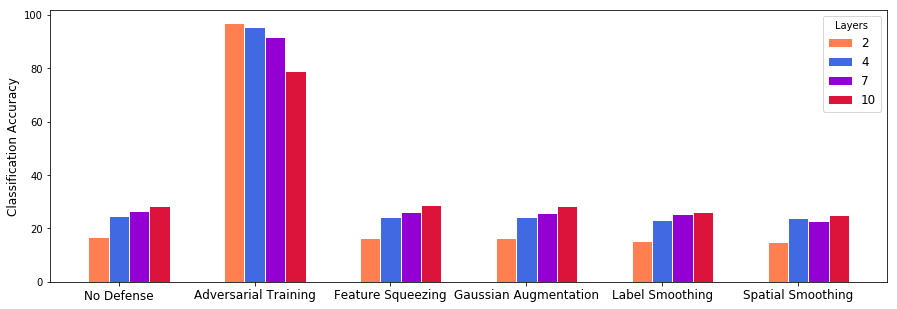 Classification Accuracy
100
80
60
40
20
0
Layers
2
4
7
10
No Defense
Adversarial Training
Feature Squeezing
Gaussian Augmentation
Label Smoothing
Spatial Smoothing